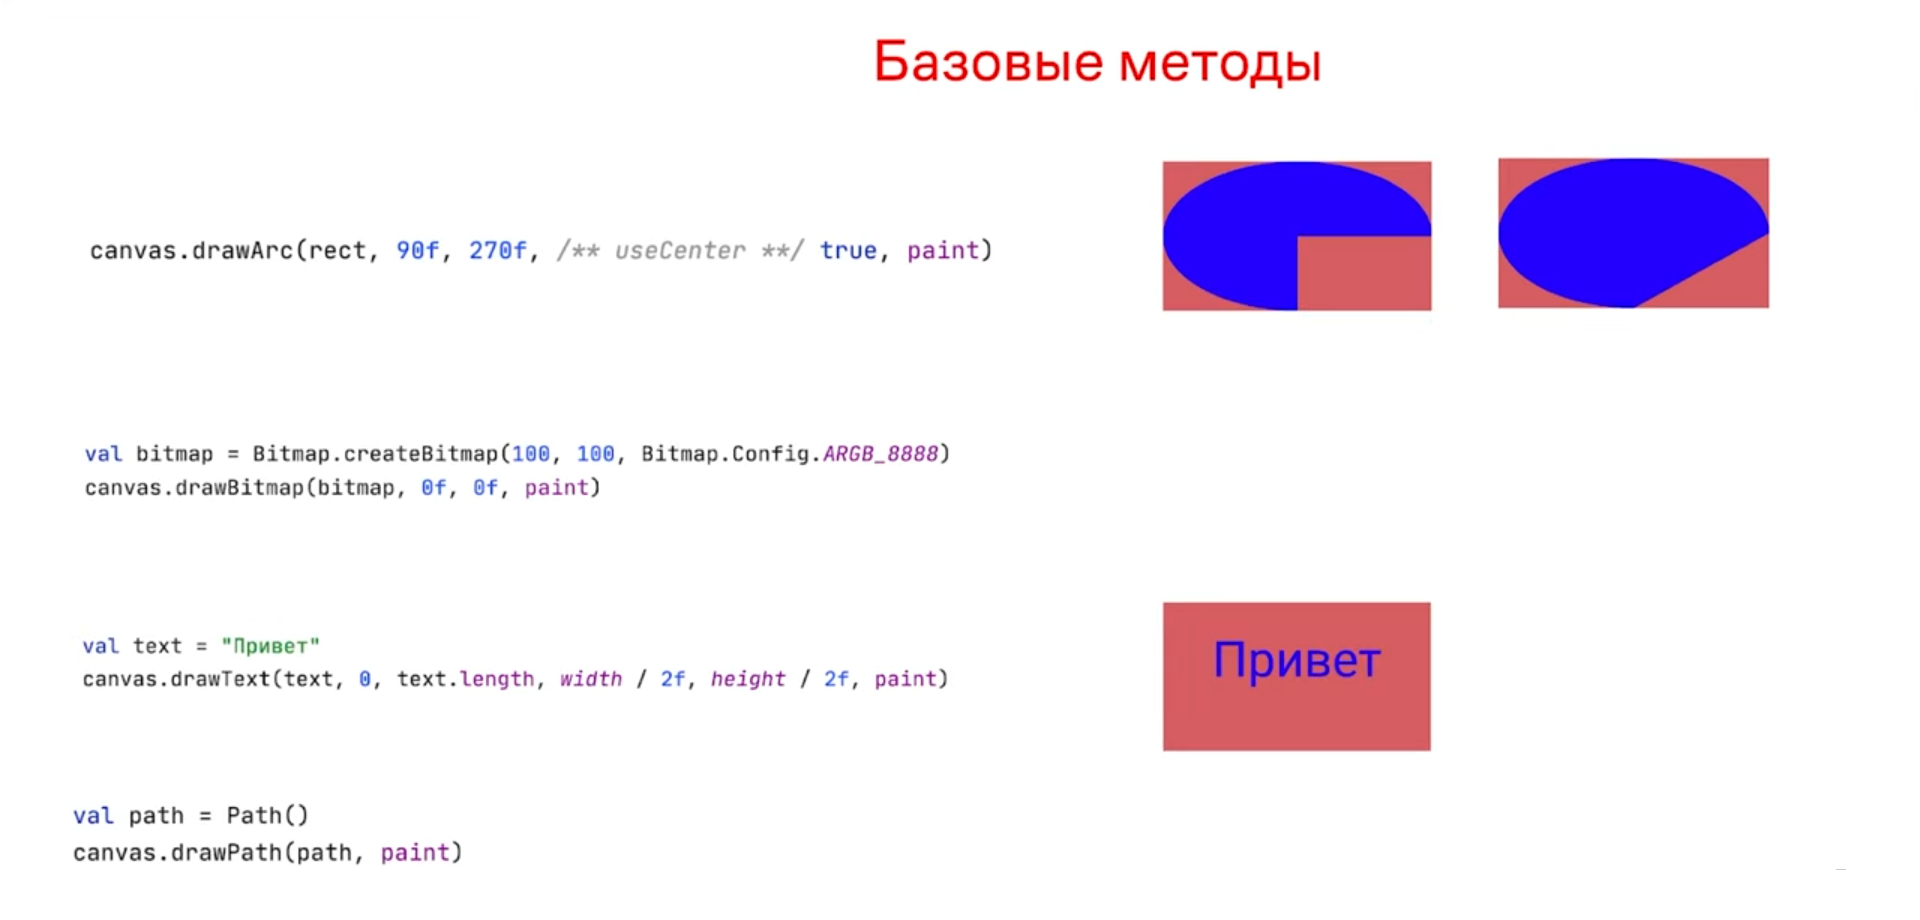 Базовые методы
canvas.drawArc(rect, 90f, 270f, /** useCenter **/ true, paint)
val bitmap = Bitmap.createBitmap(100, 100, Bitmap.Config.ARGB_8888)
canvas.drawBitmap(bitmap, 0f, 0f, paint)
val text = "Привет"
canvas.drawText(text, 0, text.length, width / 2f, height / 2f, paint)
Привет
val path = Path()
canvas.drawPath(path, paint)